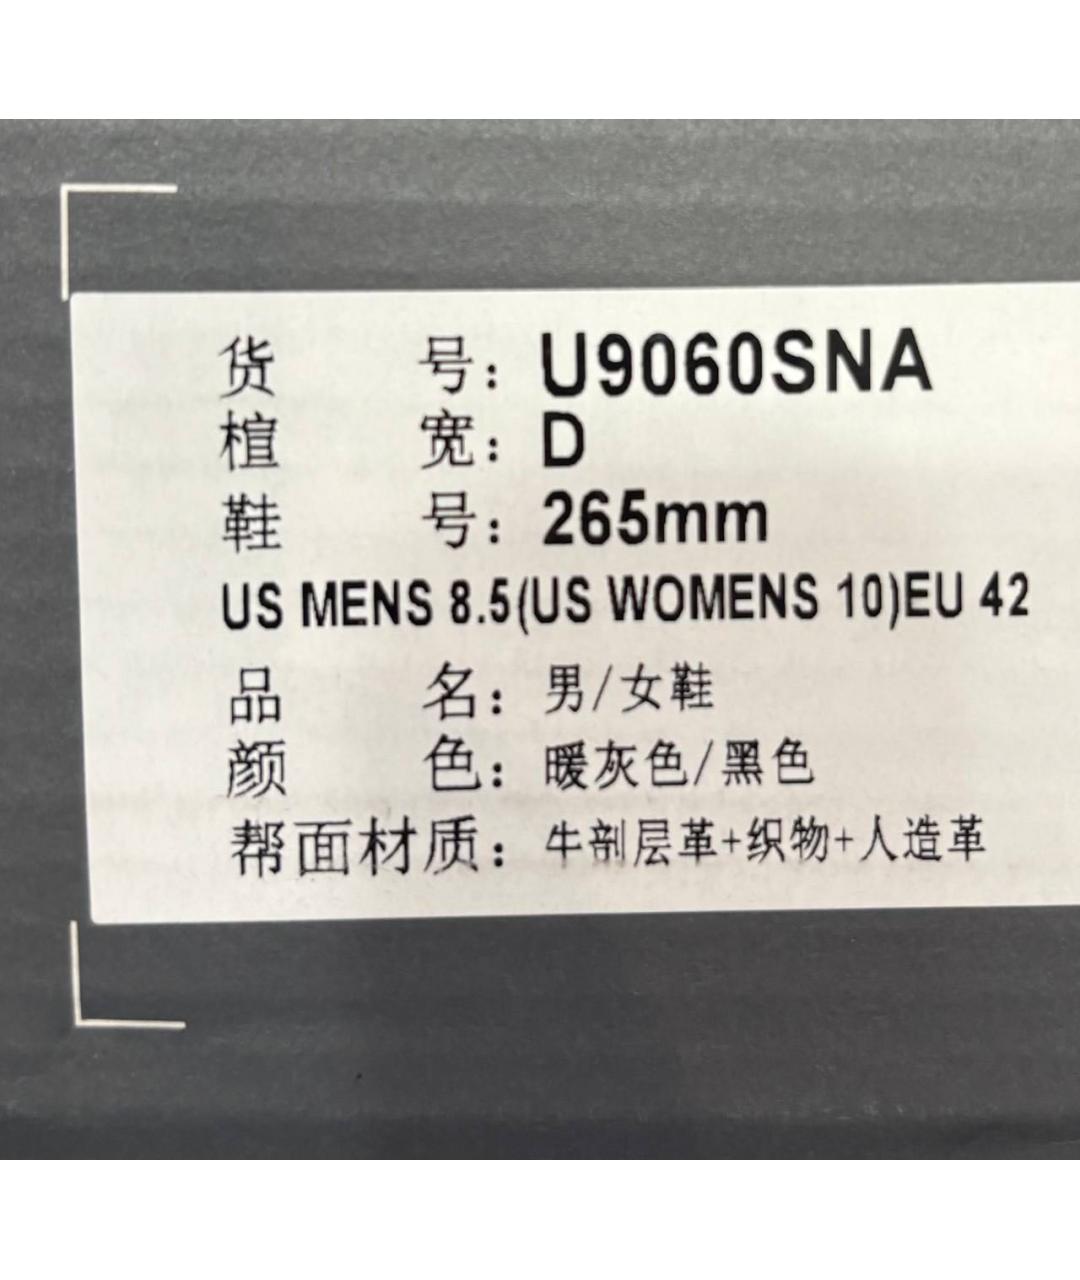 货 号：U9060SNA
楦 宽：D
鞋 号：265mm
US MENS 8.5(US WOMENS 10)EU 42
品 名：男/女鞋
颜 色：暖灰色/黑色
帮面材质：牛剖层革+织物+人造革